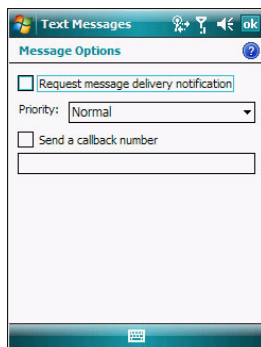 Text Messages
ok
Message Options
?
Request message delivery notification
Priority: Normal
Send a callback number